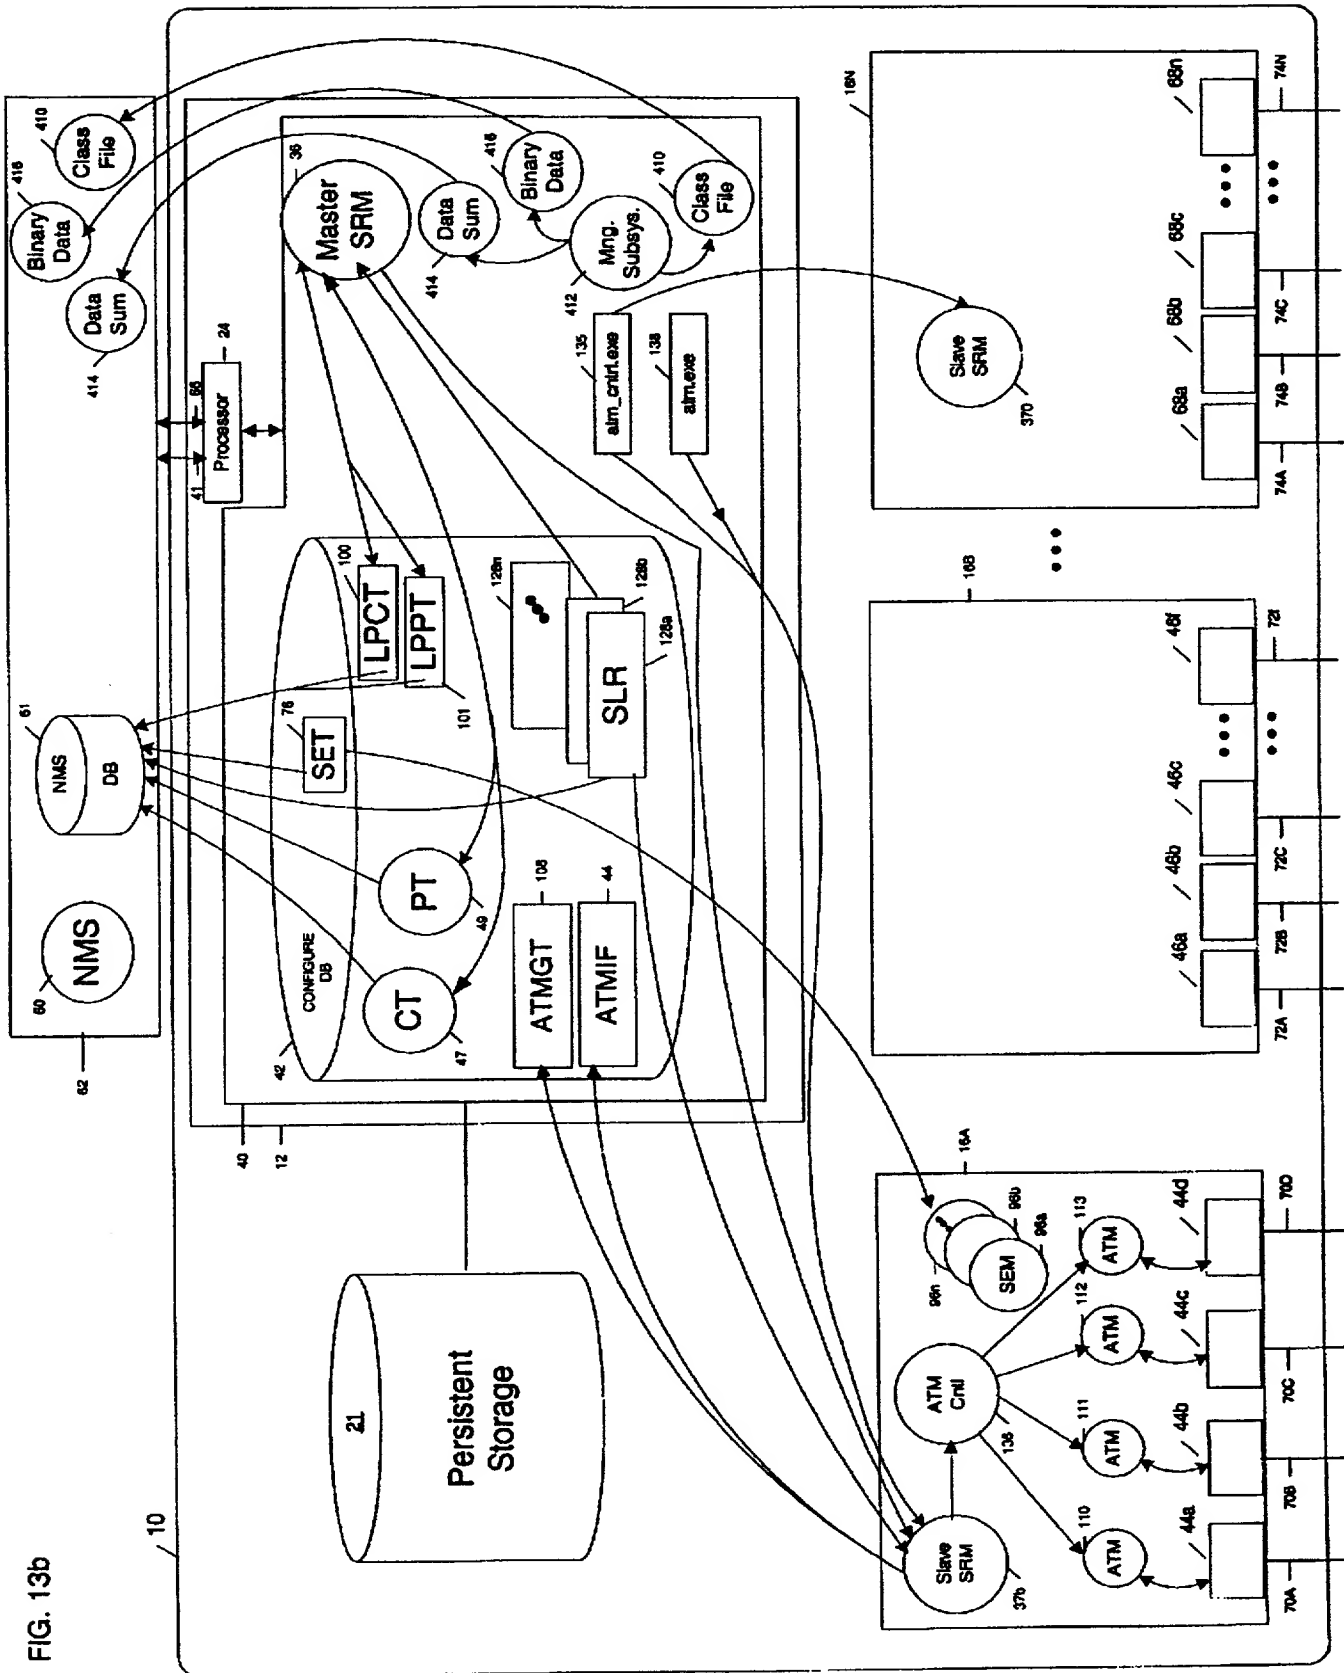 FIG. 13b
10
62
60
NMS
61
NMS
DB
414
Data
Sum
416
Binary
Data
410
Class
File
41
66
24
Processor
40
12
42
CONFIGURE
DB
CT
47
PT
49
76
SET
100
LPCT
LPPT
101
ATMGT
108
ATMIF
44
126n
128b
128a
SLR
36
Master
SRM
Data
Sum
414
416
Binary
Data
Mng.
Subsys.
412
410
Class
File
135
atm_cntrl.exe
138
atm.exe
21
Persistent
Storage
16A
Slave
SRM
37b
ATM
Cntl
136
96n
96b
96a
SEM
110
ATM
111
ATM
112
ATM
113
ATM
44a
44b
44c
44d
70A
70B
70C
70D
16B
46a
46b
46c
46f
72A
72B
72C
72f
16N
Slave
SRM
370
68a
68b
68c
68n
74A
74B
74C
74N